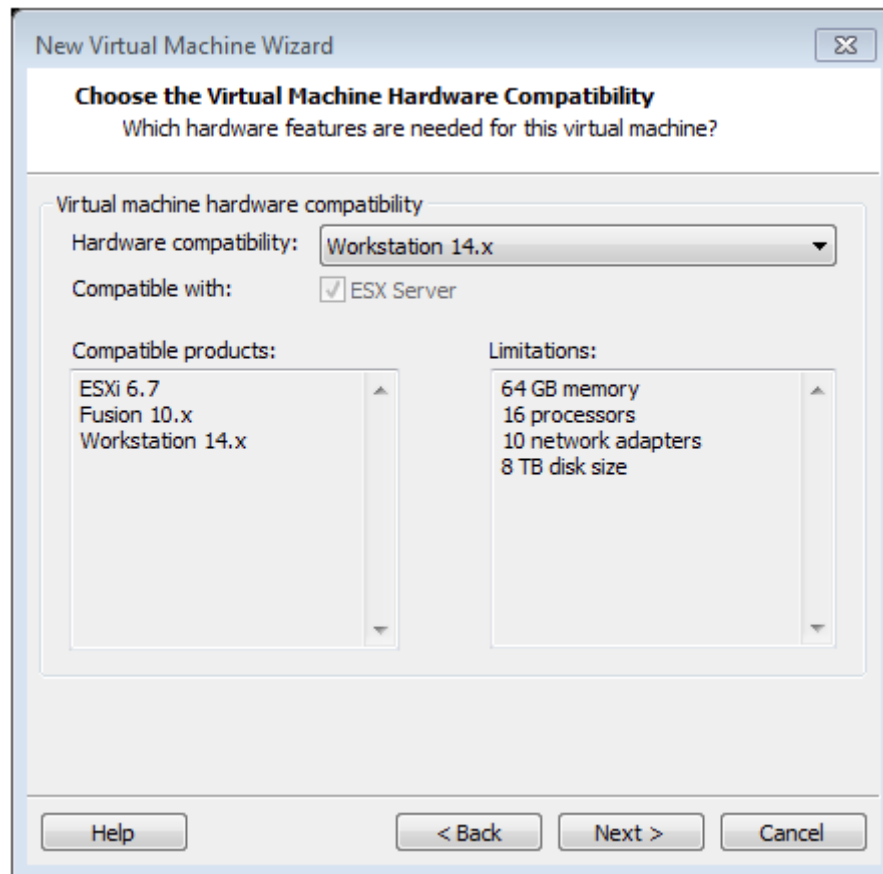 New Virtual Machine Wizard
Choose the Virtual Machine Hardware Compatibility
Which hardware features are needed for this virtual machine?
Virtual machine hardware compatibility
Hardware compatibility: Workstation 14.x
Compatible with: ESX Server
Compatible products:
ESXi 6.7
Fusion 10.x
Workstation 14.x
Limitations:
64 GB memory
16 processors
10 network adapters
8 TB disk size
Help < Back Next > Cancel